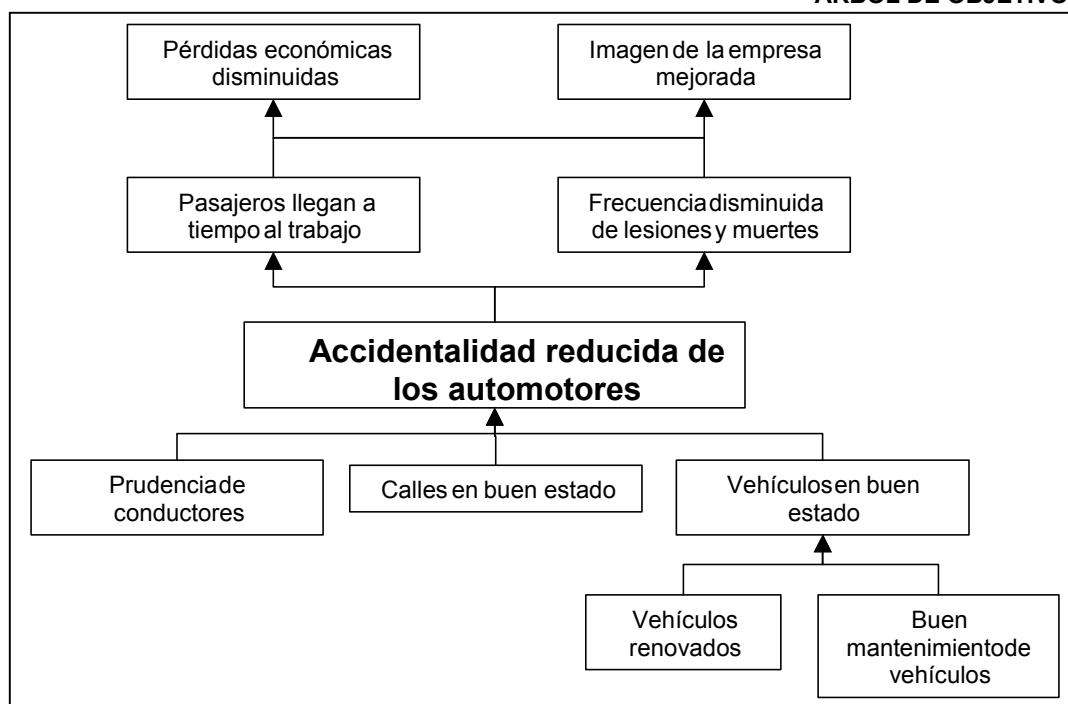 Pérdidas económicas
disminuidas
Imagen de la empresa
mejorada
Pasajeros llegan a
tiempo al trabajo
Frecuencia disminuida
de lesiones y muertes
Accidentalidad reducida de
los automotores
Prudencia de
conductores
Calles en buen estado
Vehículos en buen
estado
Vehículos
renovados
Buen
mantenimiento de
vehículos